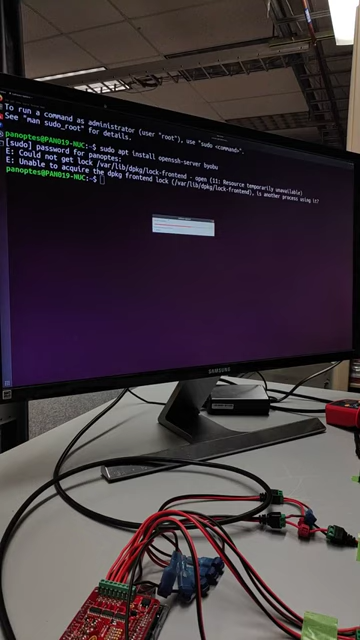 To run a command as administrator (user "root"), use "sudo <command>".
See "man sudo_root" for details.
panoptes@PAN019-NUC:~$ sudo apt install openssh-server byobu
[sudo] password for panoptes:
E: Could not get lock /var/lib/dpkg/lock-frontend - open (11: Resource temporarily unavailable)
E: Unable to acquire the dpkg frontend lock (/var/lib/dpkg/lock-frontend), is another process using it?
panoptes@PAN019-NUC:~$
SAMSUNG